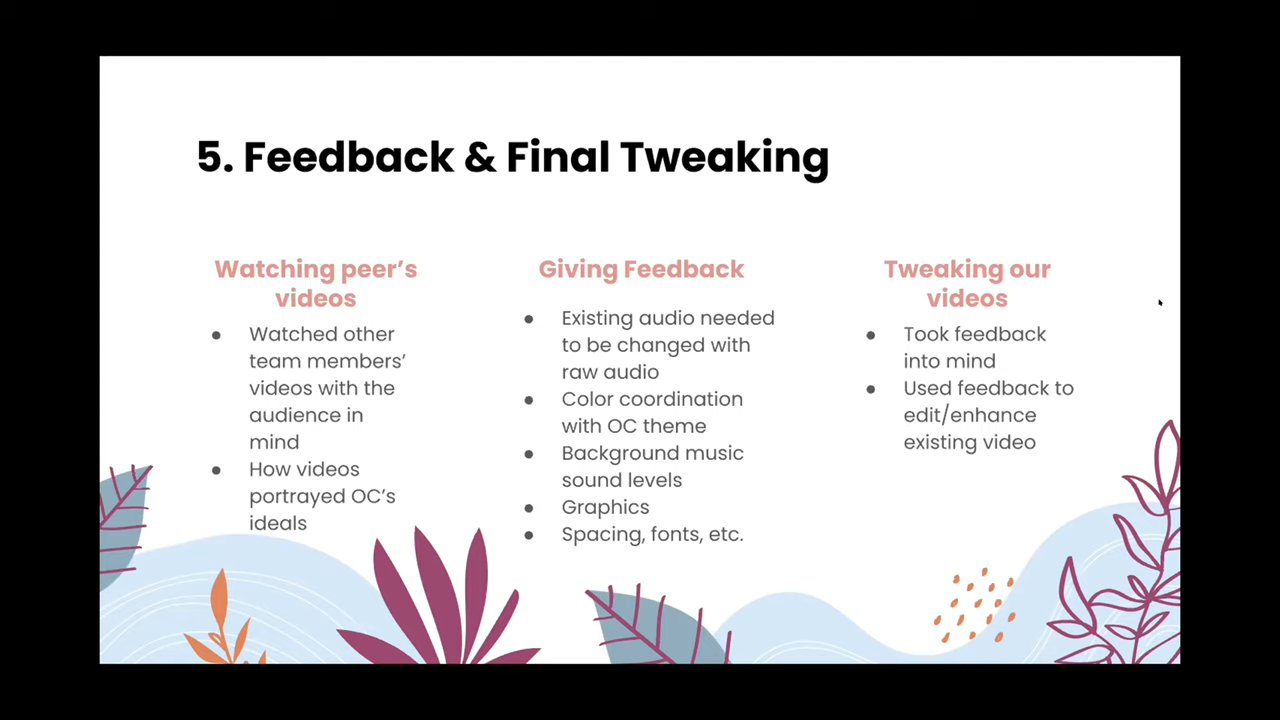 5. Feedback & Final Tweaking
Watching peer’s
videos
● Watched other
team members’
videos with the
audience in
mind
● How videos
portrayed OC’s
ideals
Giving Feedback
● Existing audio needed
to be changed with
raw audio
● Color coordination
with OC theme
● Background music
sound levels
● Graphics
● Spacing, fonts, etc.
Tweaking our
videos
● Took feedback
into mind
● Used feedback to
edit/enhance
existing video